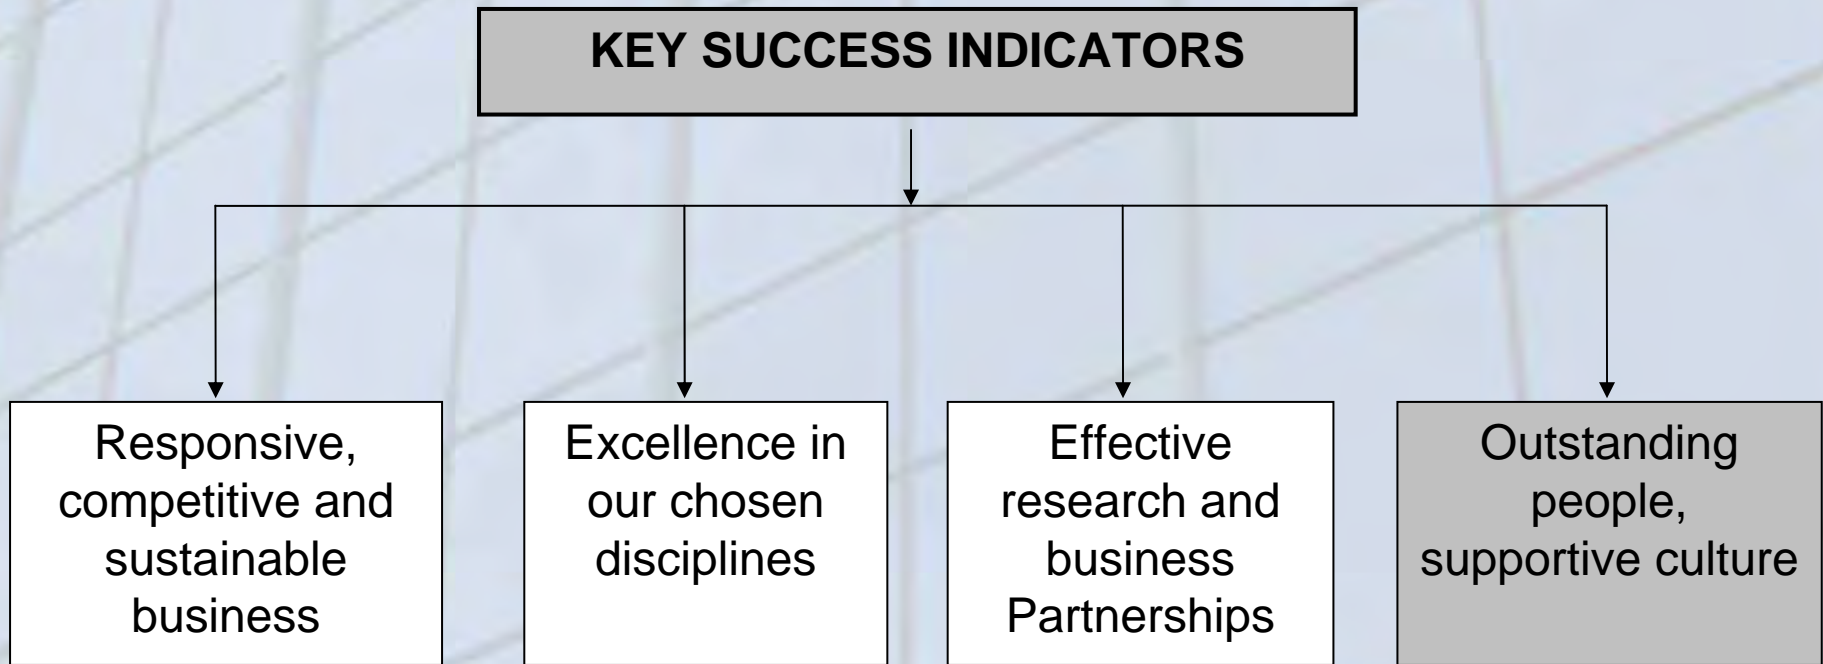 KEY SUCCESS INDICATORS
Responsive,
competitive and
sustainable
business
Excellence in
our chosen
disciplines
Effective
research and
business
Partnerships
Outstanding
people,
supportive culture